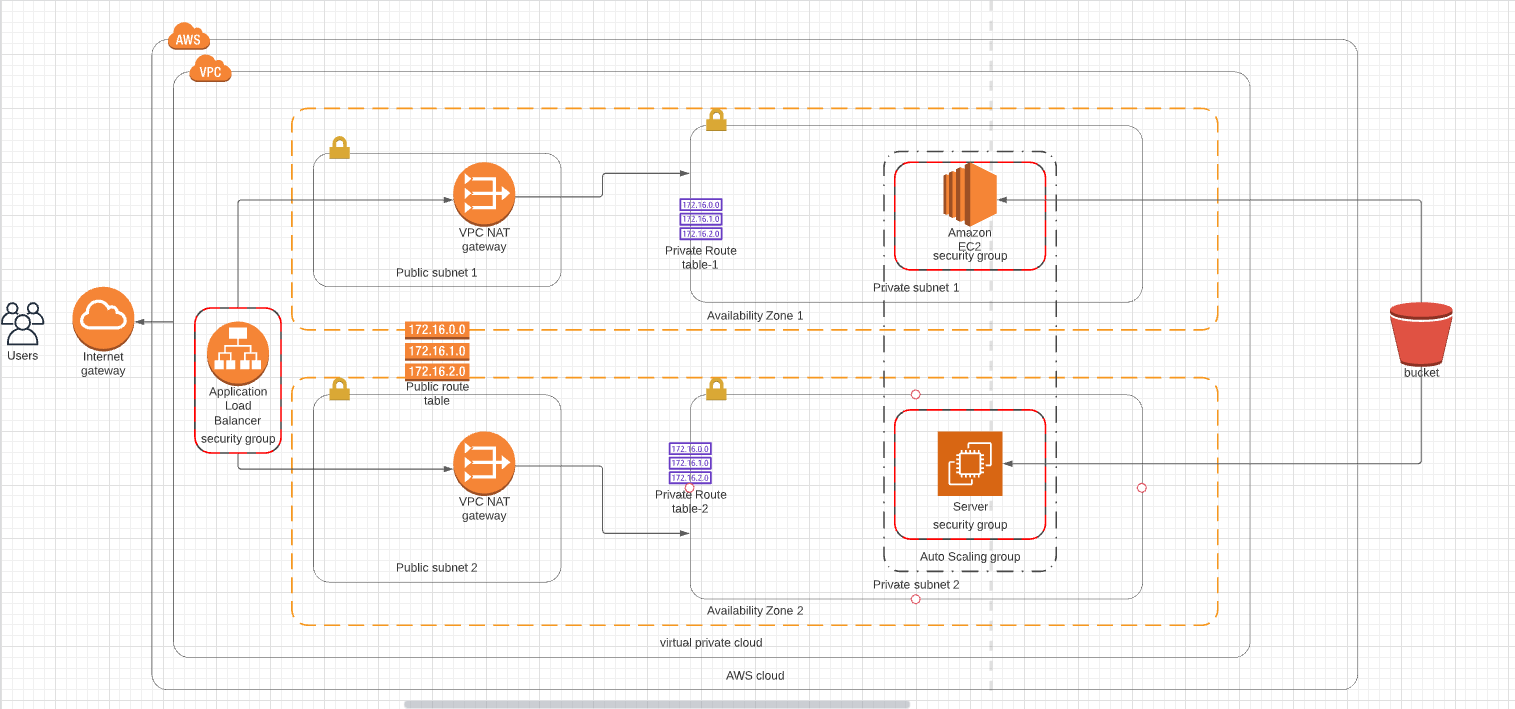 AWS
VPC
172.16.0.0
172.16.1.0
172.16.2.0
VPC NAT
gateway
Public subnet 1
Private Route
table-1
Amazon
EC2
security group
Private subnet 1
Availability Zone 1
Users
Internet
gateway
Application
Load
Balancer
security group
172.16.0.0
172.16.1.0
172.16.2.0
Public route
table
bucket
172.16.0.0
172.16.1.0
172.16.2.0
Private Route
table-2
VPC NAT
gateway
Public subnet 2
Server
security group
Auto Scaling group
Private subnet 2
Availability Zone 2
virtual private cloud
AWS cloud